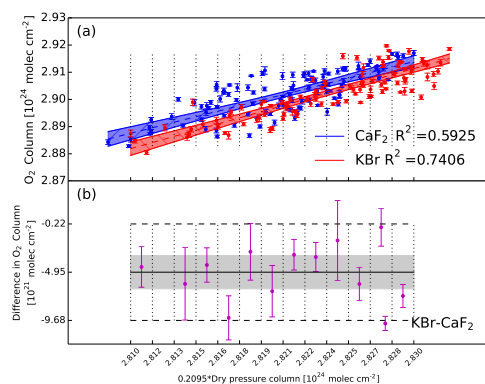 2.93
(a)
2.91
2.90
2.88
2.87
O2 Column [10^24 molec cm^-2]
CaF2 R^2 =0.5925
KBr R^2 =0.7406
(b)
-0.22
-4.95
-9.68
Difference in O2 Column
[10^21 molec cm^-2]
KBr-CaF2
2.810 2.812 2.813 2.815 2.816 2.818 2.819 2.821 2.822 2.824 2.825 2.827 2.828 2.830
0.2095*Dry pressure column [10^24 molec cm^-2]